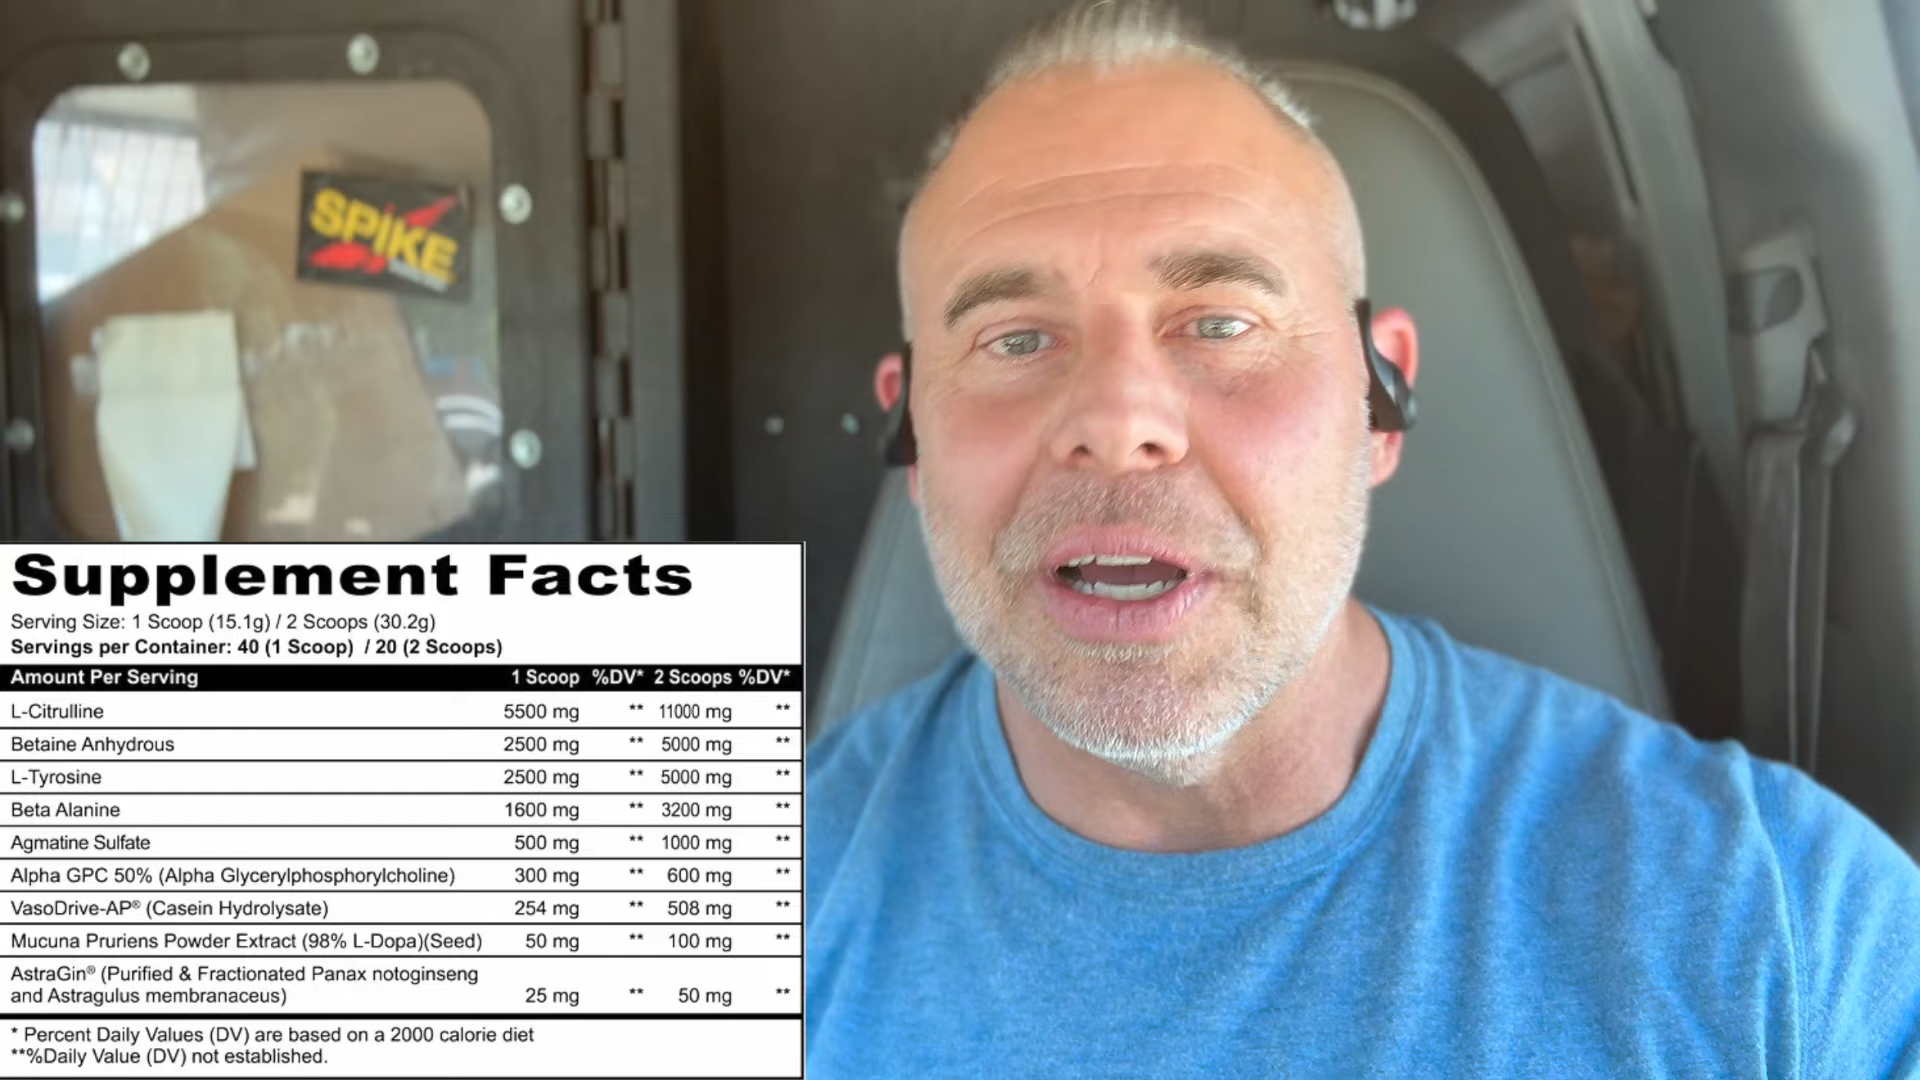 SPIKE
Supplement Facts
Serving Size: 1 Scoop (15.1g) / 2 Scoops (30.2g)
Servings per Container: 40 (1 Scoop) / 20 (2 Scoops)
Amount Per Serving 1 Scoop %DV* 2 Scoops %DV*
L-Citrulline 5500 mg ** 11000 mg **
Betaine Anhydrous 2500 mg ** 5000 mg **
L-Tyrosine 2500 mg ** 5000 mg **
Beta Alanine 1600 mg ** 3200 mg **
Agmatine Sulfate 500 mg ** 1000 mg **
Alpha GPC 50% (Alpha Glycerylphosphorylcholine) 300 mg ** 600 mg **
VasoDrive-AP® (Casein Hydrolysate) 254 mg ** 508 mg **
Mucuna Pruriens Powder Extract (98% L-Dopa)(Seed) 50 mg ** 100 mg **
AstraGin® (Purified & Fractionated Panax notoginseng
and Astragulus membranaceus) 25 mg ** 50 mg **
* Percent Daily Values (DV) are based on a 2000 calorie diet
**%Daily Value (DV) not established.